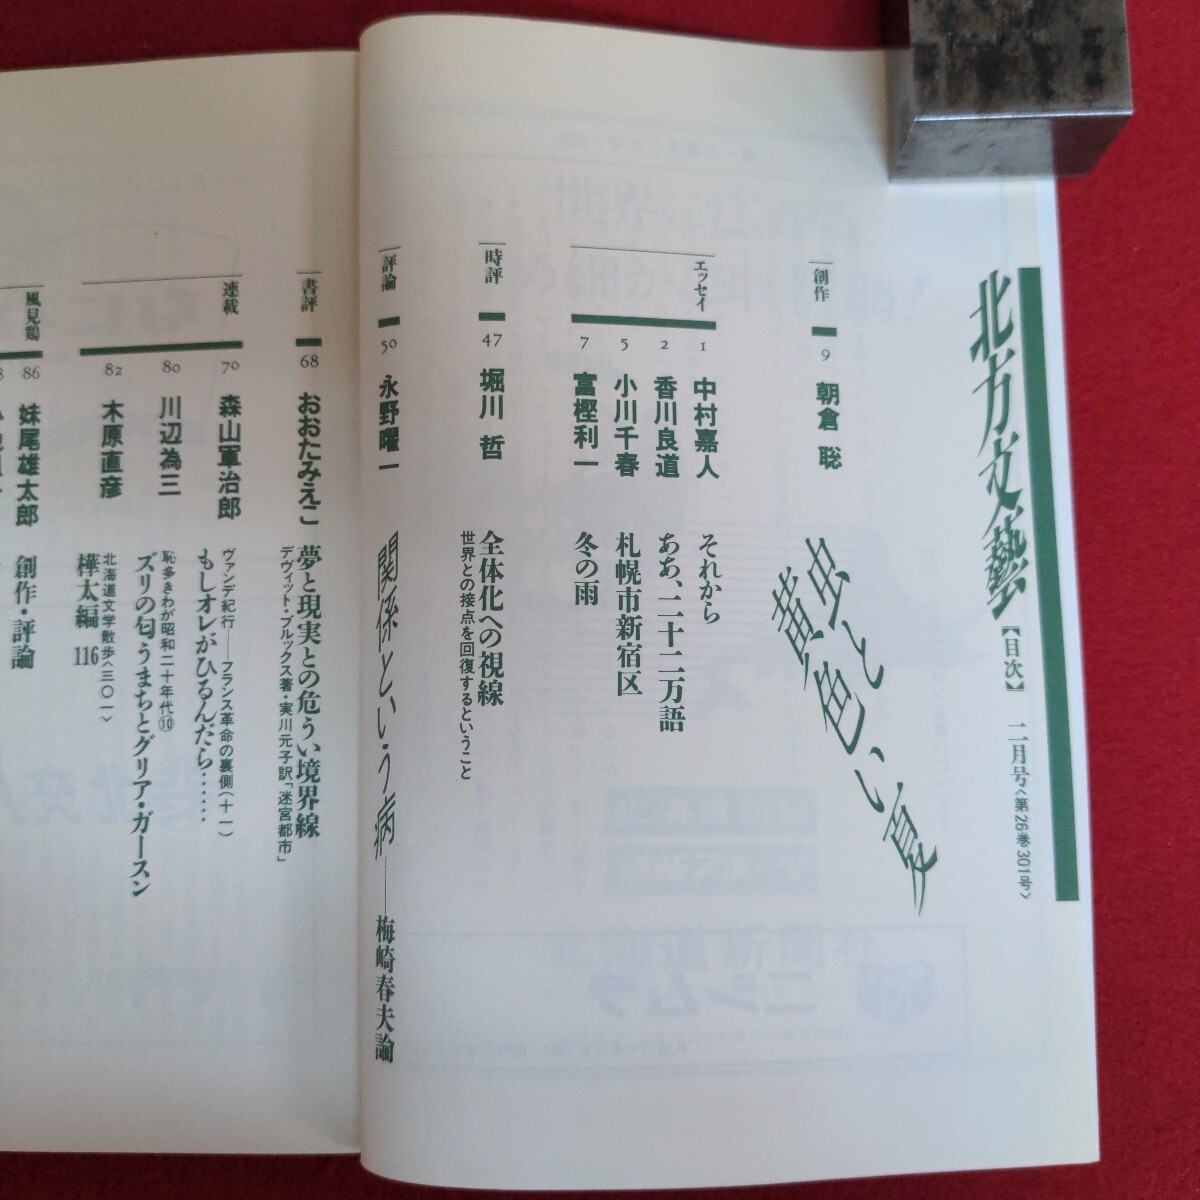 北方文藝
【目次】 二月号〈第26巻301号〉
創作
9 朝倉 聡
虫と黄色い夏
エッセイ
1 中村嘉人 それから
2 香川良道 ああ、二十二万語
5 小川千春 札幌市新宿区
7 富樫利一 冬の雨
時評
47 堀川 哲 全体化への視線
世界との接点を回復するということ
評論
50 永野曜一 関係という病――梅崎春夫論
書評
68 おおたみえこ 夢と現実との危うい境界線
デヴィット・ブルックス著・実川元子訳「迷宮都市」
連載
70 森山軍治郎
ヴァンデ紀行――フランス革命の裏側(十一)
もしオレがひるんだら……
80 川辺為三
恥多きわが昭和二十年代⑩
ズリの匂うまちとグリア・ガースン
82 木原直彦
北海道文学散歩〈三〇一〉
樺太編 116
風見鶏
86 妹尾雄太郎 創作・評論